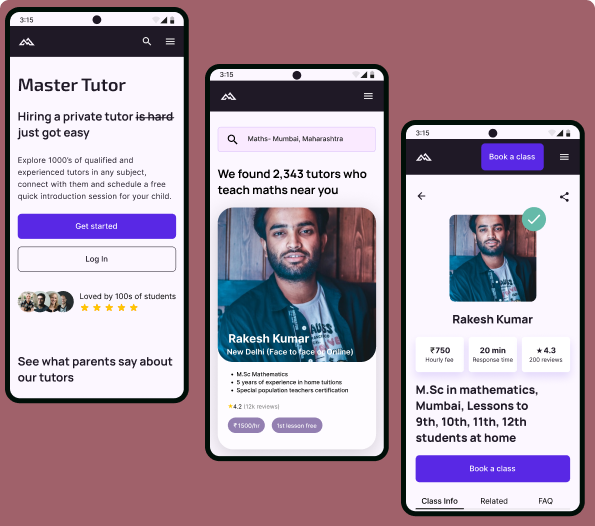 3:15
Master Tutor
Hiring a private tutor is hard
just got easy
Explore 1000's of qualified and
experienced tutors in any subject,
connect with them and schedule a free
quick introduction session for your child.
Get started
Log In
Loved by 100s of students
See what parents say about
our tutors
3:15
Maths- Mumbai, Maharashtra
We found 2,343 tutors who
teach maths near you
Rakesh Kumar
New Delhi (Face to face or Online)
• M.Sc Mathematics
• 5 years of experience in home tuitions
• Special population teachers certification
★4.2 (12k reviews)
₹1500/hr 1st lesson free
3:15
Book a class
Rakesh Kumar
₹750 20 min ★4.3
Hourly fee Response time 200 reviews
M.Sc in mathematics,
Mumbai, Lessons to
9th, 10th, 11th, 12th
students at home
Book a class
Class Info Related FAQ